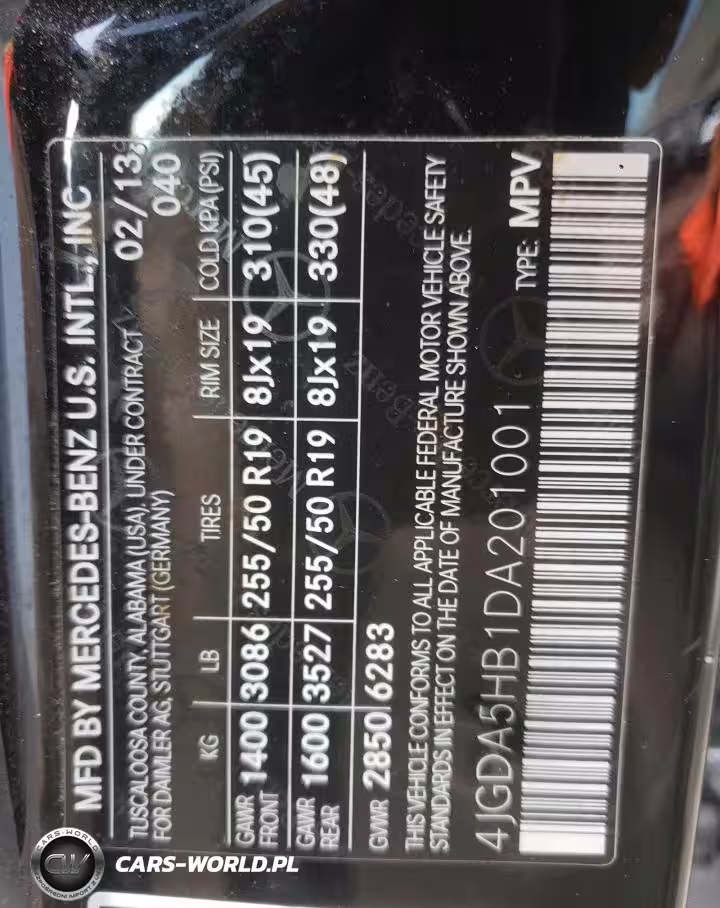 MFD BY MERCEDES-BENZ U.S. INTL., INC
TUSCALOOSA COUNTY, ALABAMA (USA), UNDER CONTRACT 02/13
FOR DAIMLER AG, STUTTGART (GERMANY) 040
KG LB TIRES RIM SIZE COLD KPA (PSI)
GAWR FRONT 1400 3086 255/50 R19 8Jx19 310(45)
GAWR REAR 1600 3527 255/50 R19 8Jx19 330(48)
GVWR 2850 6283
THIS VEHICLE CONFORMS TO ALL APPLICABLE FEDERAL MOTOR VEHICLE SAFETY
STANDARDS IN EFFECT ON THE DATE OF MANUFACTURE SHOWN ABOVE.
4JGDA5HB1DA201001 TYPE: MPV
CARS-WORLD
CW
CARS-WORLD.PL